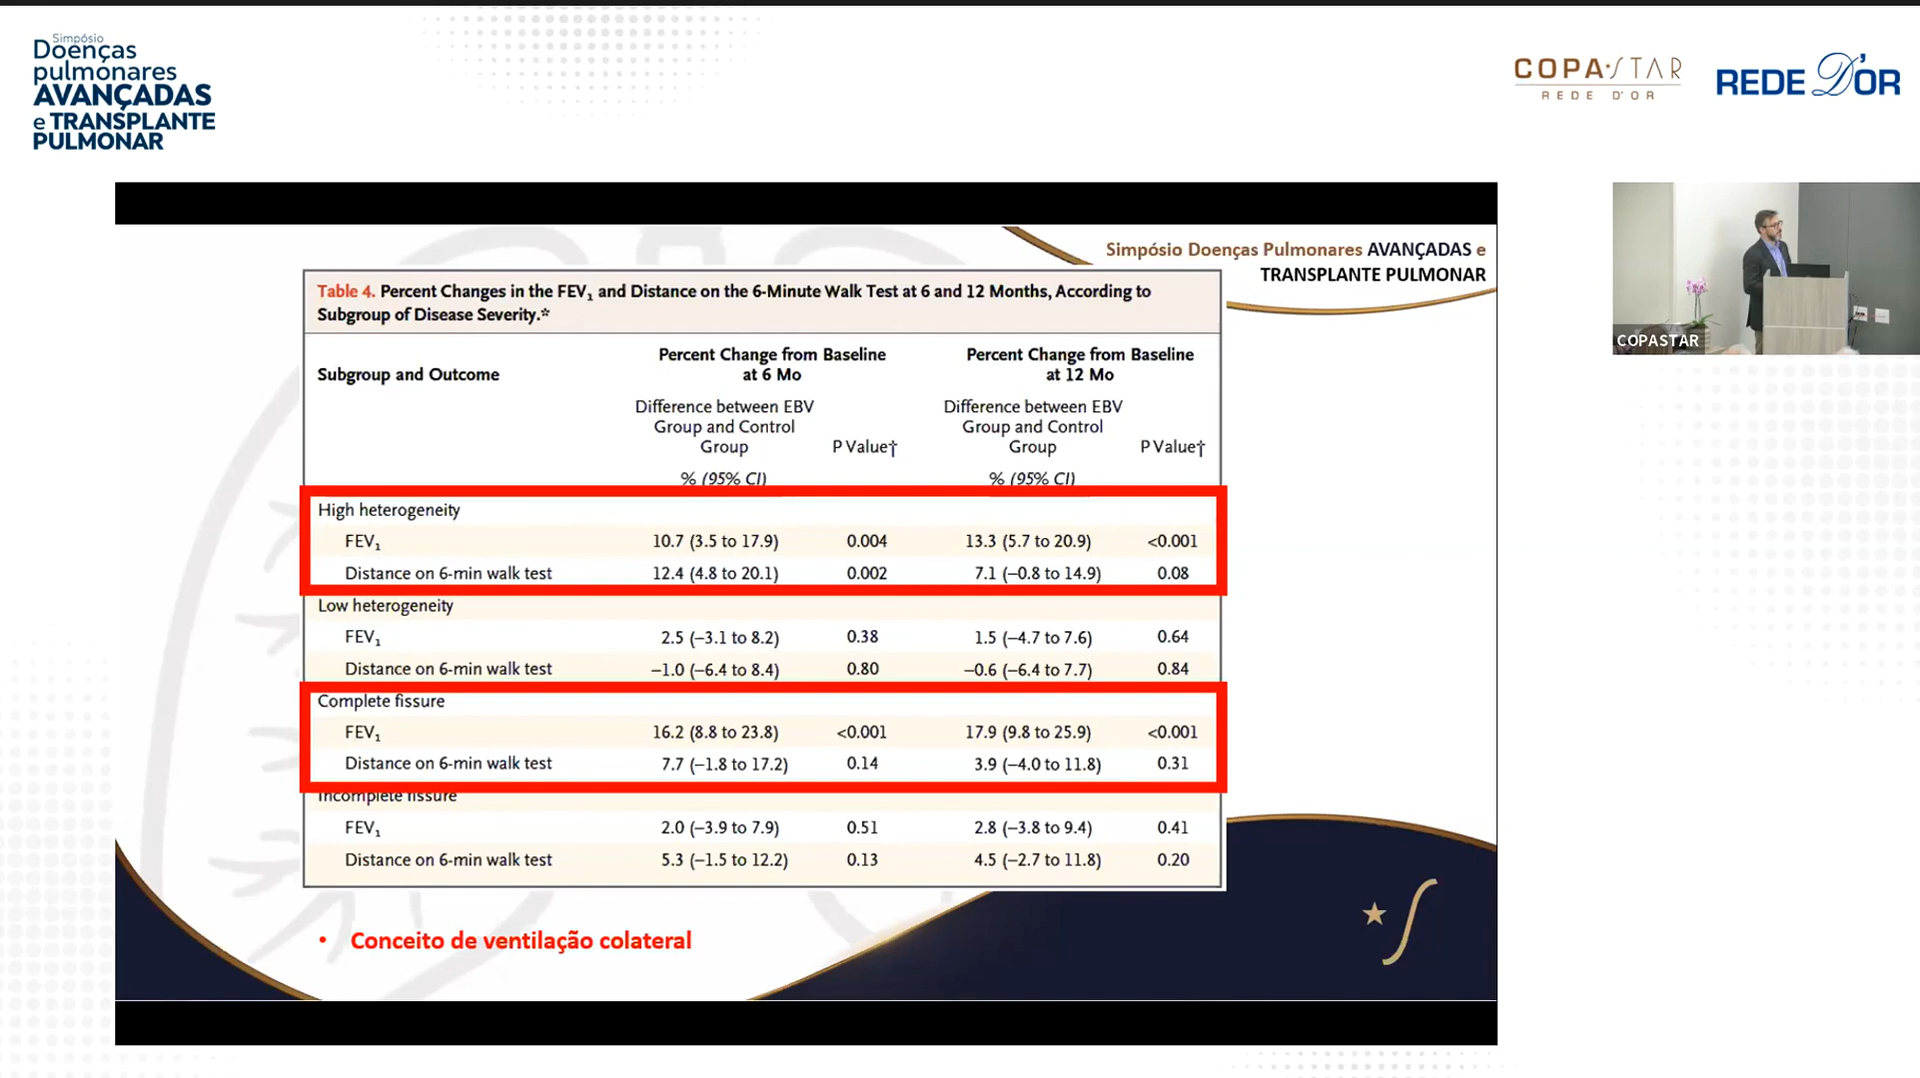 Simpósio
Doenças
pulmonares
AVANÇADAS
e TRANSPLANTE
PULMONAR
COPA STAR
REDE D'OR
REDE D'OR
Simpósio Doenças Pulmonares AVANÇADAS e
TRANSPLANTE PULMONAR
Table 4. Percent Changes in the FEV₁ and Distance on the 6-Minute Walk Test at 6 and 12 Months, According to
Subgroup of Disease Severity.*
Subgroup and Outcome
Percent Change from Baseline
at 6 Mo
Percent Change from Baseline
at 12 Mo
Difference between EBV
Group and Control
Group
P Value†
Difference between EBV
Group and Control
Group
P Value†
% (95% CI)
% (95% CI)
High heterogeneity
FEV₁ 10.7 (3.5 to 17.9) 0.004 13.3 (5.7 to 20.9) <0.001
Distance on 6-min walk test 12.4 (4.8 to 20.1) 0.002 7.1 (−0.8 to 14.9) 0.08
Low heterogeneity
FEV₁ 2.5 (−3.1 to 8.2) 0.38 1.5 (−4.7 to 7.6) 0.64
Distance on 6-min walk test −1.0 (−6.4 to 8.4) 0.80 −0.6 (−6.4 to 7.7) 0.84
Complete fissure
FEV₁ 16.2 (8.8 to 23.8) <0.001 17.9 (9.8 to 25.9) <0.001
Distance on 6-min walk test 7.7 (−1.8 to 17.2) 0.14 3.9 (−4.0 to 11.8) 0.31
Incomplete fissure
FEV₁ 2.0 (−3.9 to 7.9) 0.51 2.8 (−3.8 to 9.4) 0.41
Distance on 6-min walk test 5.3 (−1.5 to 12.2) 0.13 4.5 (−2.7 to 11.8) 0.20
• Conceito de ventilação colateral
COPASTAR